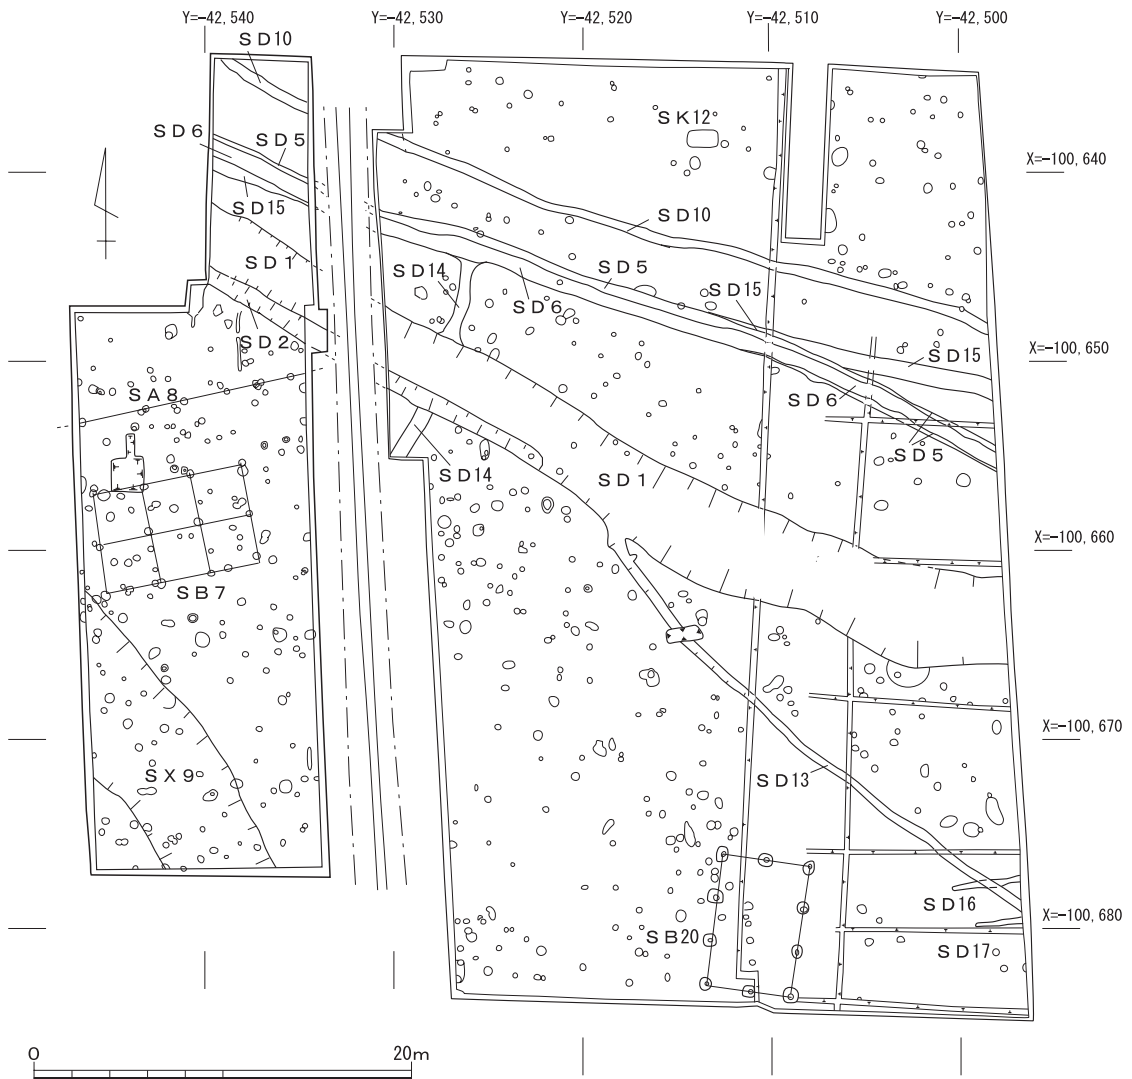 Y=-42,540
Y=-42,530
Y=-42,520
Y=-42,510
Y=-42,500
SD10
SK12
SD6
SD5
X=-100,640
SD15
SD10
SD1
SD14
SD5
SD15
SD6
SD2
SD15
X=-100,650
SA8
SD6
SD5
SD14
SD1
X=-100,660
SB7
X=-100,670
SX9
SD13
SD16
X=-100,680
SB20
SD17
0
20m